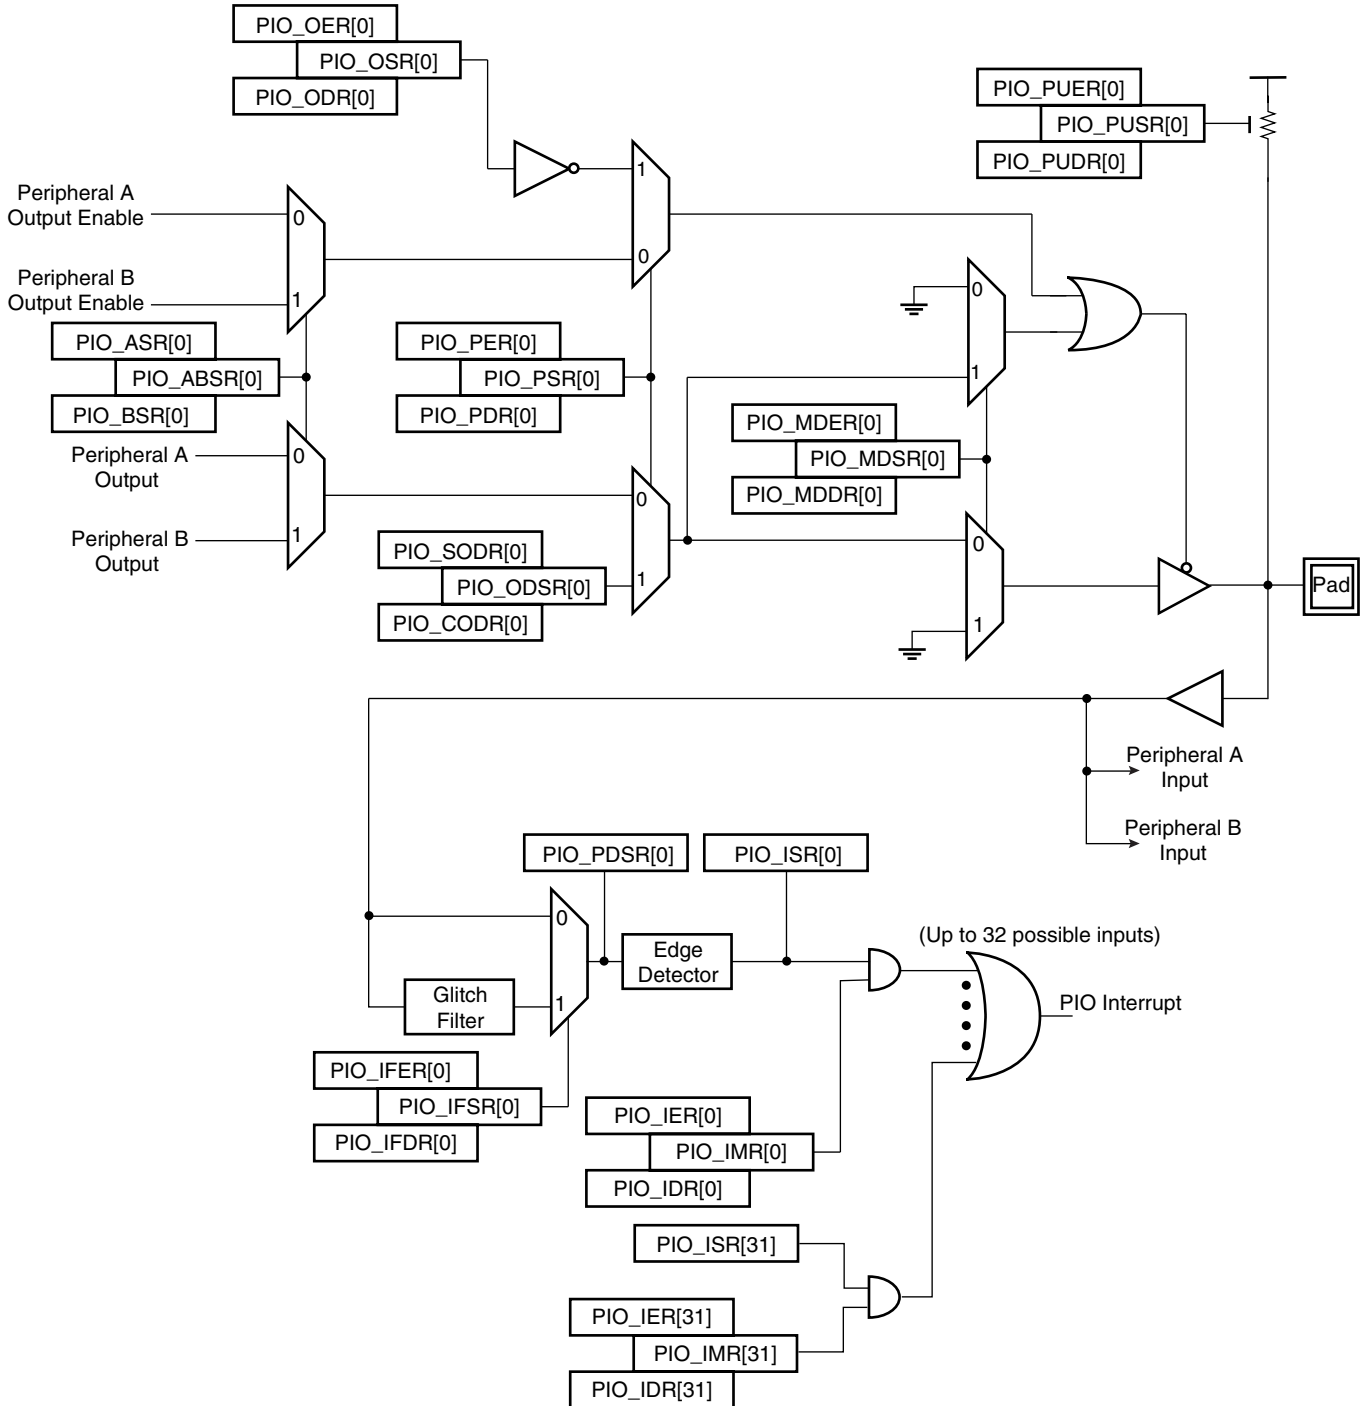 PIO_OER[0]
PIO_OSR[0]
PIO_ODR[0]
PIO_PUER[0]
PIO_PUSR[0]
PIO_PUDR[0]
1
0
Peripheral A
Output Enable
0
Peripheral B
Output Enable
1
PIO_ASR[0]
PIO_ABSR[0]
PIO_BSR[0]
PIO_PER[0]
PIO_PSR[0]
PIO_PDR[0]
0
1
PIO_MDER[0]
PIO_MDSR[0]
PIO_MDDR[0]
Peripheral A
Output
0
Peripheral B
Output
1
0
1
PIO_SODR[0]
PIO_ODSR[0]
PIO_CODR[0]
0
1
Pad
Peripheral A
Input
Peripheral B
Input
PIO_PDSR[0]
PIO_ISR[0]
0
1
Edge
Detector
Glitch
Filter
(Up to 32 possible inputs)
PIO Interrupt
PIO_IFER[0]
PIO_IFSR[0]
PIO_IFDR[0]
PIO_IER[0]
PIO_IMR[0]
PIO_IDR[0]
PIO_ISR[31]
PIO_IER[31]
PIO_IMR[31]
PIO_IDR[31]